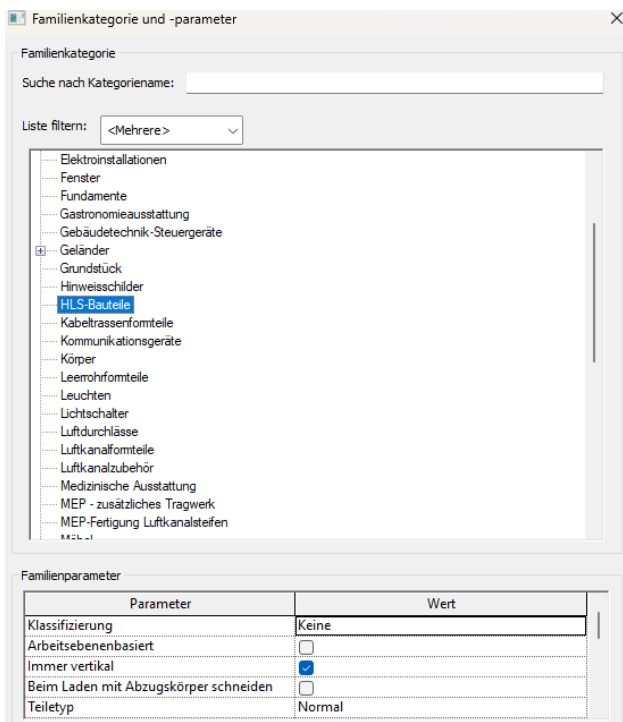 Familienkategorie und -parameter
Familienkategorie
Suche nach Kategoriename:
Liste filtern: <Mehrere>
Elektroinstallationen
Fenster
Fundamente
Gastronomieausstattung
Gebäudetechnik-Steuergeräte
Geländer
Grundstück
Hinweisschilder
HLS-Bauteile
Kabeltrassenformteile
Kommunikationsgeräte
Körper
Leerrohrformteile
Leuchten
Lichtschalter
Luftdurchlässe
Luftkanalformteile
Luftkanalzubehör
Medizinische Ausstattung
MEP - zusätzliches Tragwerk
MEP-Fertigung Luftkanalsteifen
Möbel
Familienparameter
Parameter Wert
Klassifizierung Keine
Arbeitsebenenbasiert
Immer vertikal
Beim Laden mit Abzugskörper schneiden
Teiletyp Normal